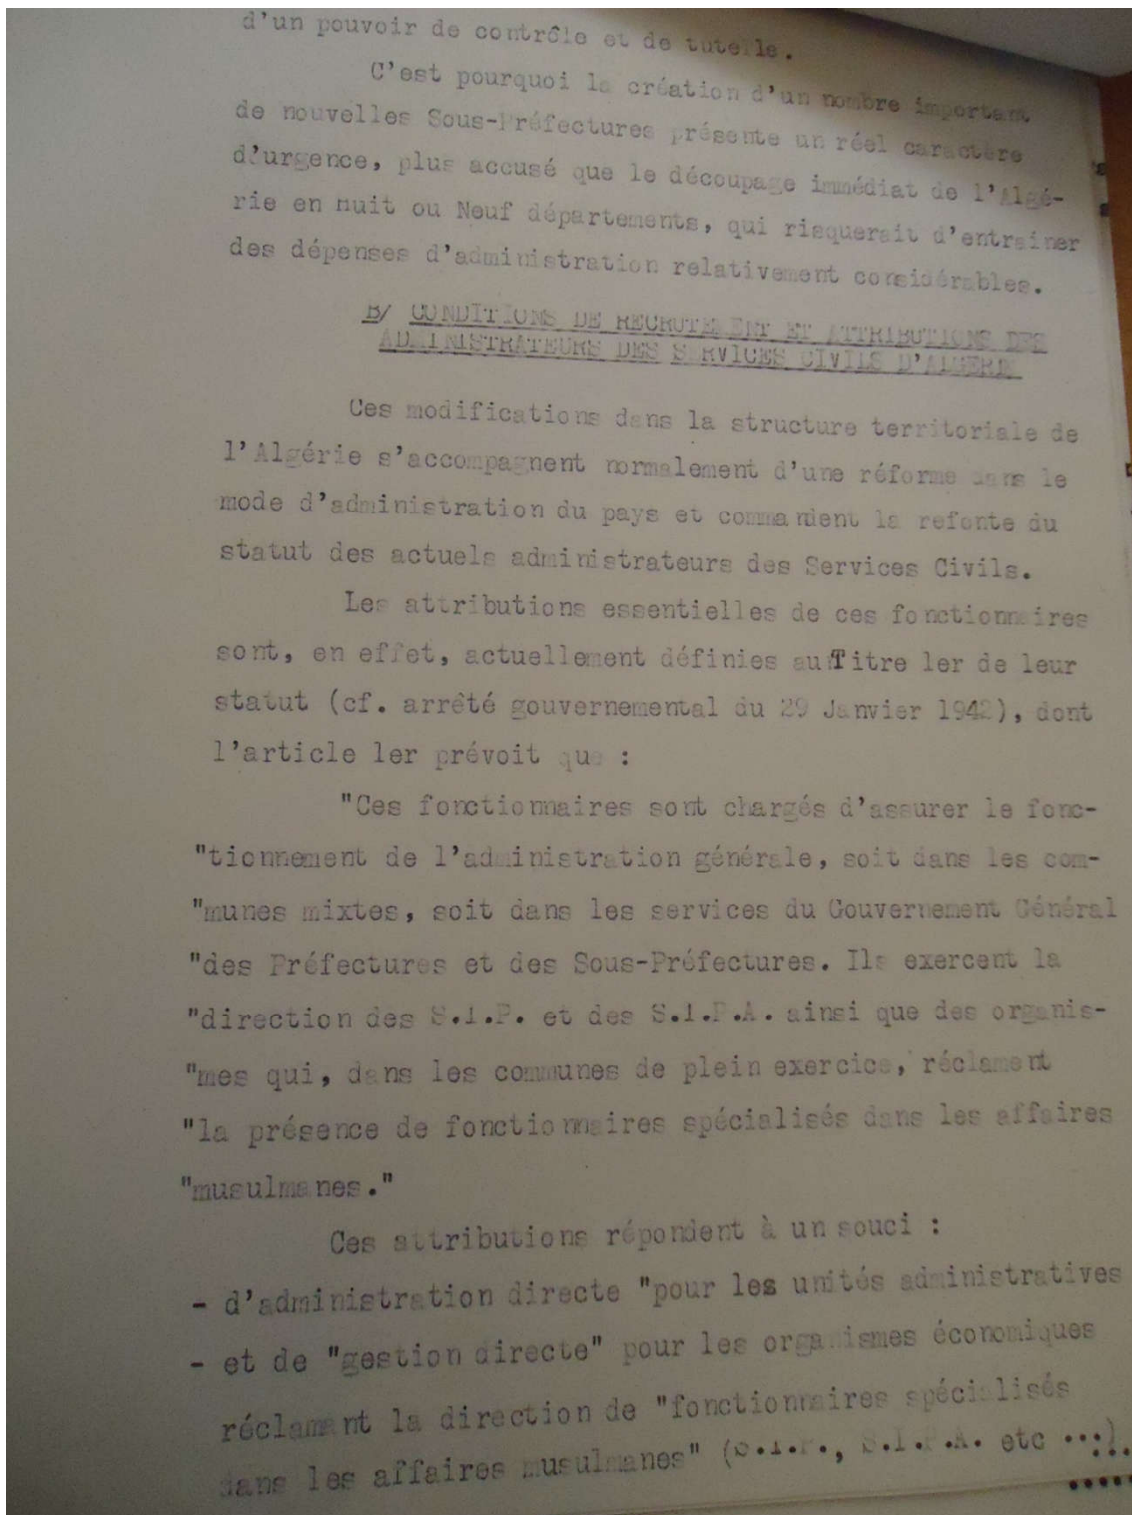 d'un pouvoir de contrôle et de tutelle.
C'est pourquoi la création d'un nombre important
de nouvelles Sous-Préfectures présente un réel caractère
d'urgence, plus accusé que le découpage immédiat de l'Algé-
rie en huit ou Neuf départements, qui risquerait d'entrainer
des dépenses d'administration relativement considérables.
B/ CONDITIONS DE RECRUTEMENT ET ATTRIBUTIONS DES
ADMINISTRATEURS DES SERVICES CIVILS D'ALGERIE
Ces modifications dans la structure territoriale de
l'Algérie s'accompagnent normalement d'une réforme dans le
mode d'administration du pays et commandent la refonte du
statut des actuels administrateurs des Services Civils.
Les attributions essentielles de ces fonctionnaires
sont, en effet, actuellement définies au Titre 1er de leur
statut (cf. arrêté gouvernemental du 29 Janvier 1942), dont
l'article 1er prévoit que :
"Ces fonctionnaires sont chargés d'assurer le fonc-
"tionnement de l'administration générale, soit dans les com-
"munes mixtes, soit dans les services du Gouvernement Général
"des Préfectures et des Sous-Préfectures. Ils exercent la
"direction des S.I.P. et des S.I.P.A. ainsi que des organis-
"mes qui, dans les communes de plein exercice, réclament
"la présence de fonctionnaires spécialisés dans les affaires
"musulmanes."
Ces attributions répondent à un souci :
- d'administration directe "pour les unités administratives
- et de "gestion directe" pour les organismes économiques
réclamant la direction de "fonctionnaires spécialisés
dans les affaires musulmanes" (S.I.P., S.I.P.A. etc ...).
.....